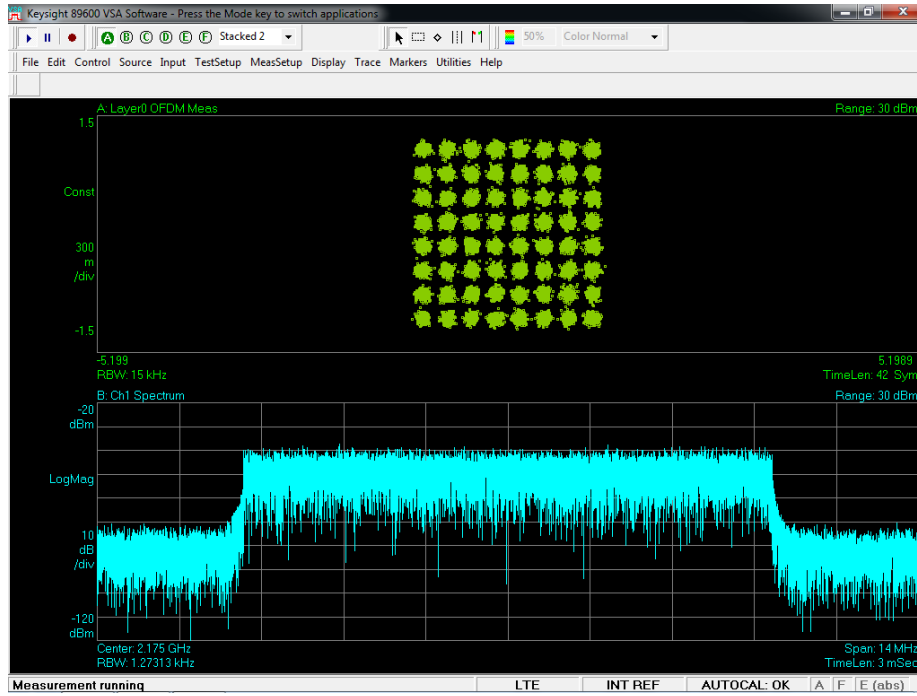 Keysight 89600 VSA Software - Press the Mode key to switch applications
A B C D E F Stacked 2 50% Color Normal
File Edit Control Source Input TestSetup MeasSetup Display Trace Markers Utilities Help
A: Layer0 OFDM Meas Range: 30 dBm
1.5
Const
300
m
/div
-1.5
-5.199 5.1989
RBW: 15 kHz TimeLen: 42 Sym
B: Ch1 Spectrum Range: 30 dBm
-20
dBm
LogMag
10
dB
/div
-120
dBm
Center: 2.175 GHz Span: 14 MHz
RBW: 1.27313 kHz TimeLen: 3 mSec
Measurement running LTE INT REF AUTOCAL: OK A F E (abs)